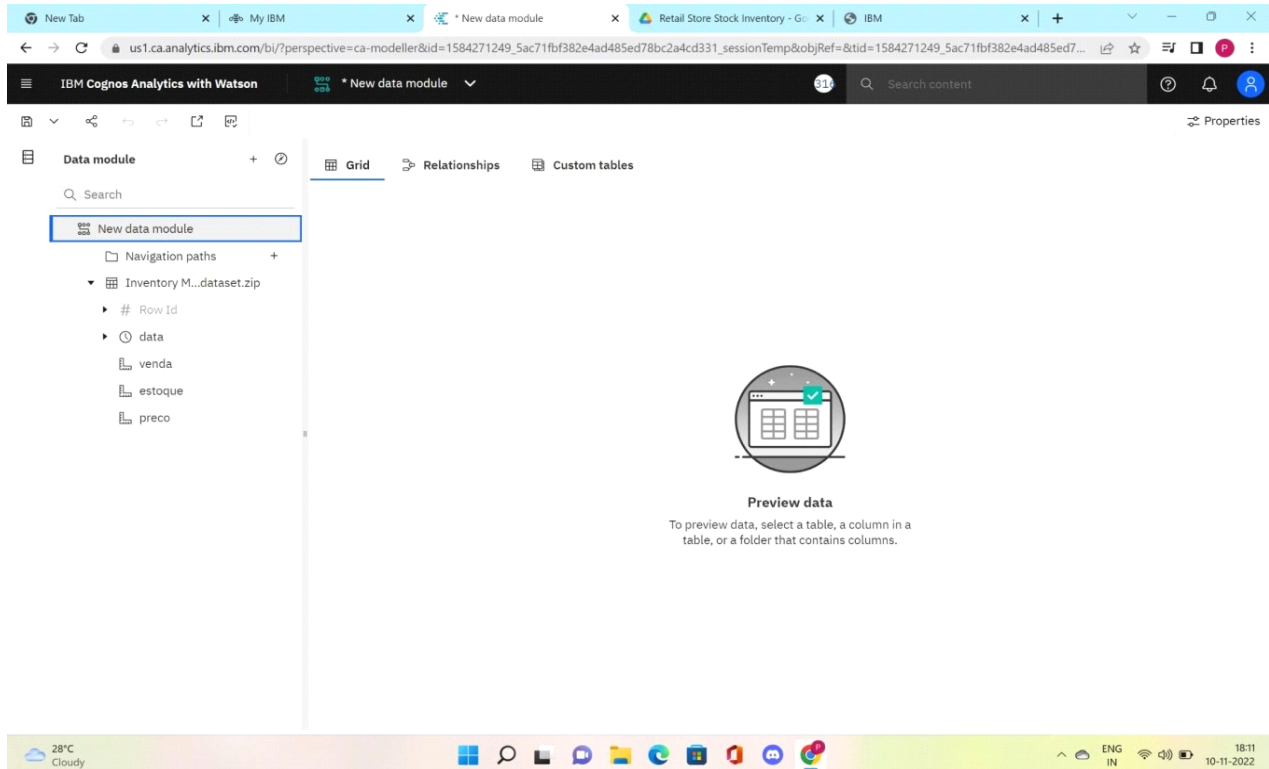 New Tab
My IBM
* New data module
Retail Store Stock Inventory - Go
IBM
us1.ca.analytics.ibm.com/bi/?perspective=ca-modeller&id=1584271249_5ac71fbf382e4ad485ed78bc2a4cd331_sessionTemp&objRef=&tid=1584271249_5ac71fbf382e4ad485ed7...
P
IBM Cognos Analytics with Watson
* New data module
Search content
Properties
Data module
Grid
Relationships
Custom tables
Search
New data module
Navigation paths
Inventory M...dataset.zip
# Row Id
data
venda
estoque
preco
Preview data
To preview data, select a table, a column in a
table, or a folder that contains columns.
28°C
Cloudy
P
ENG
IN
18:11
10-11-2022